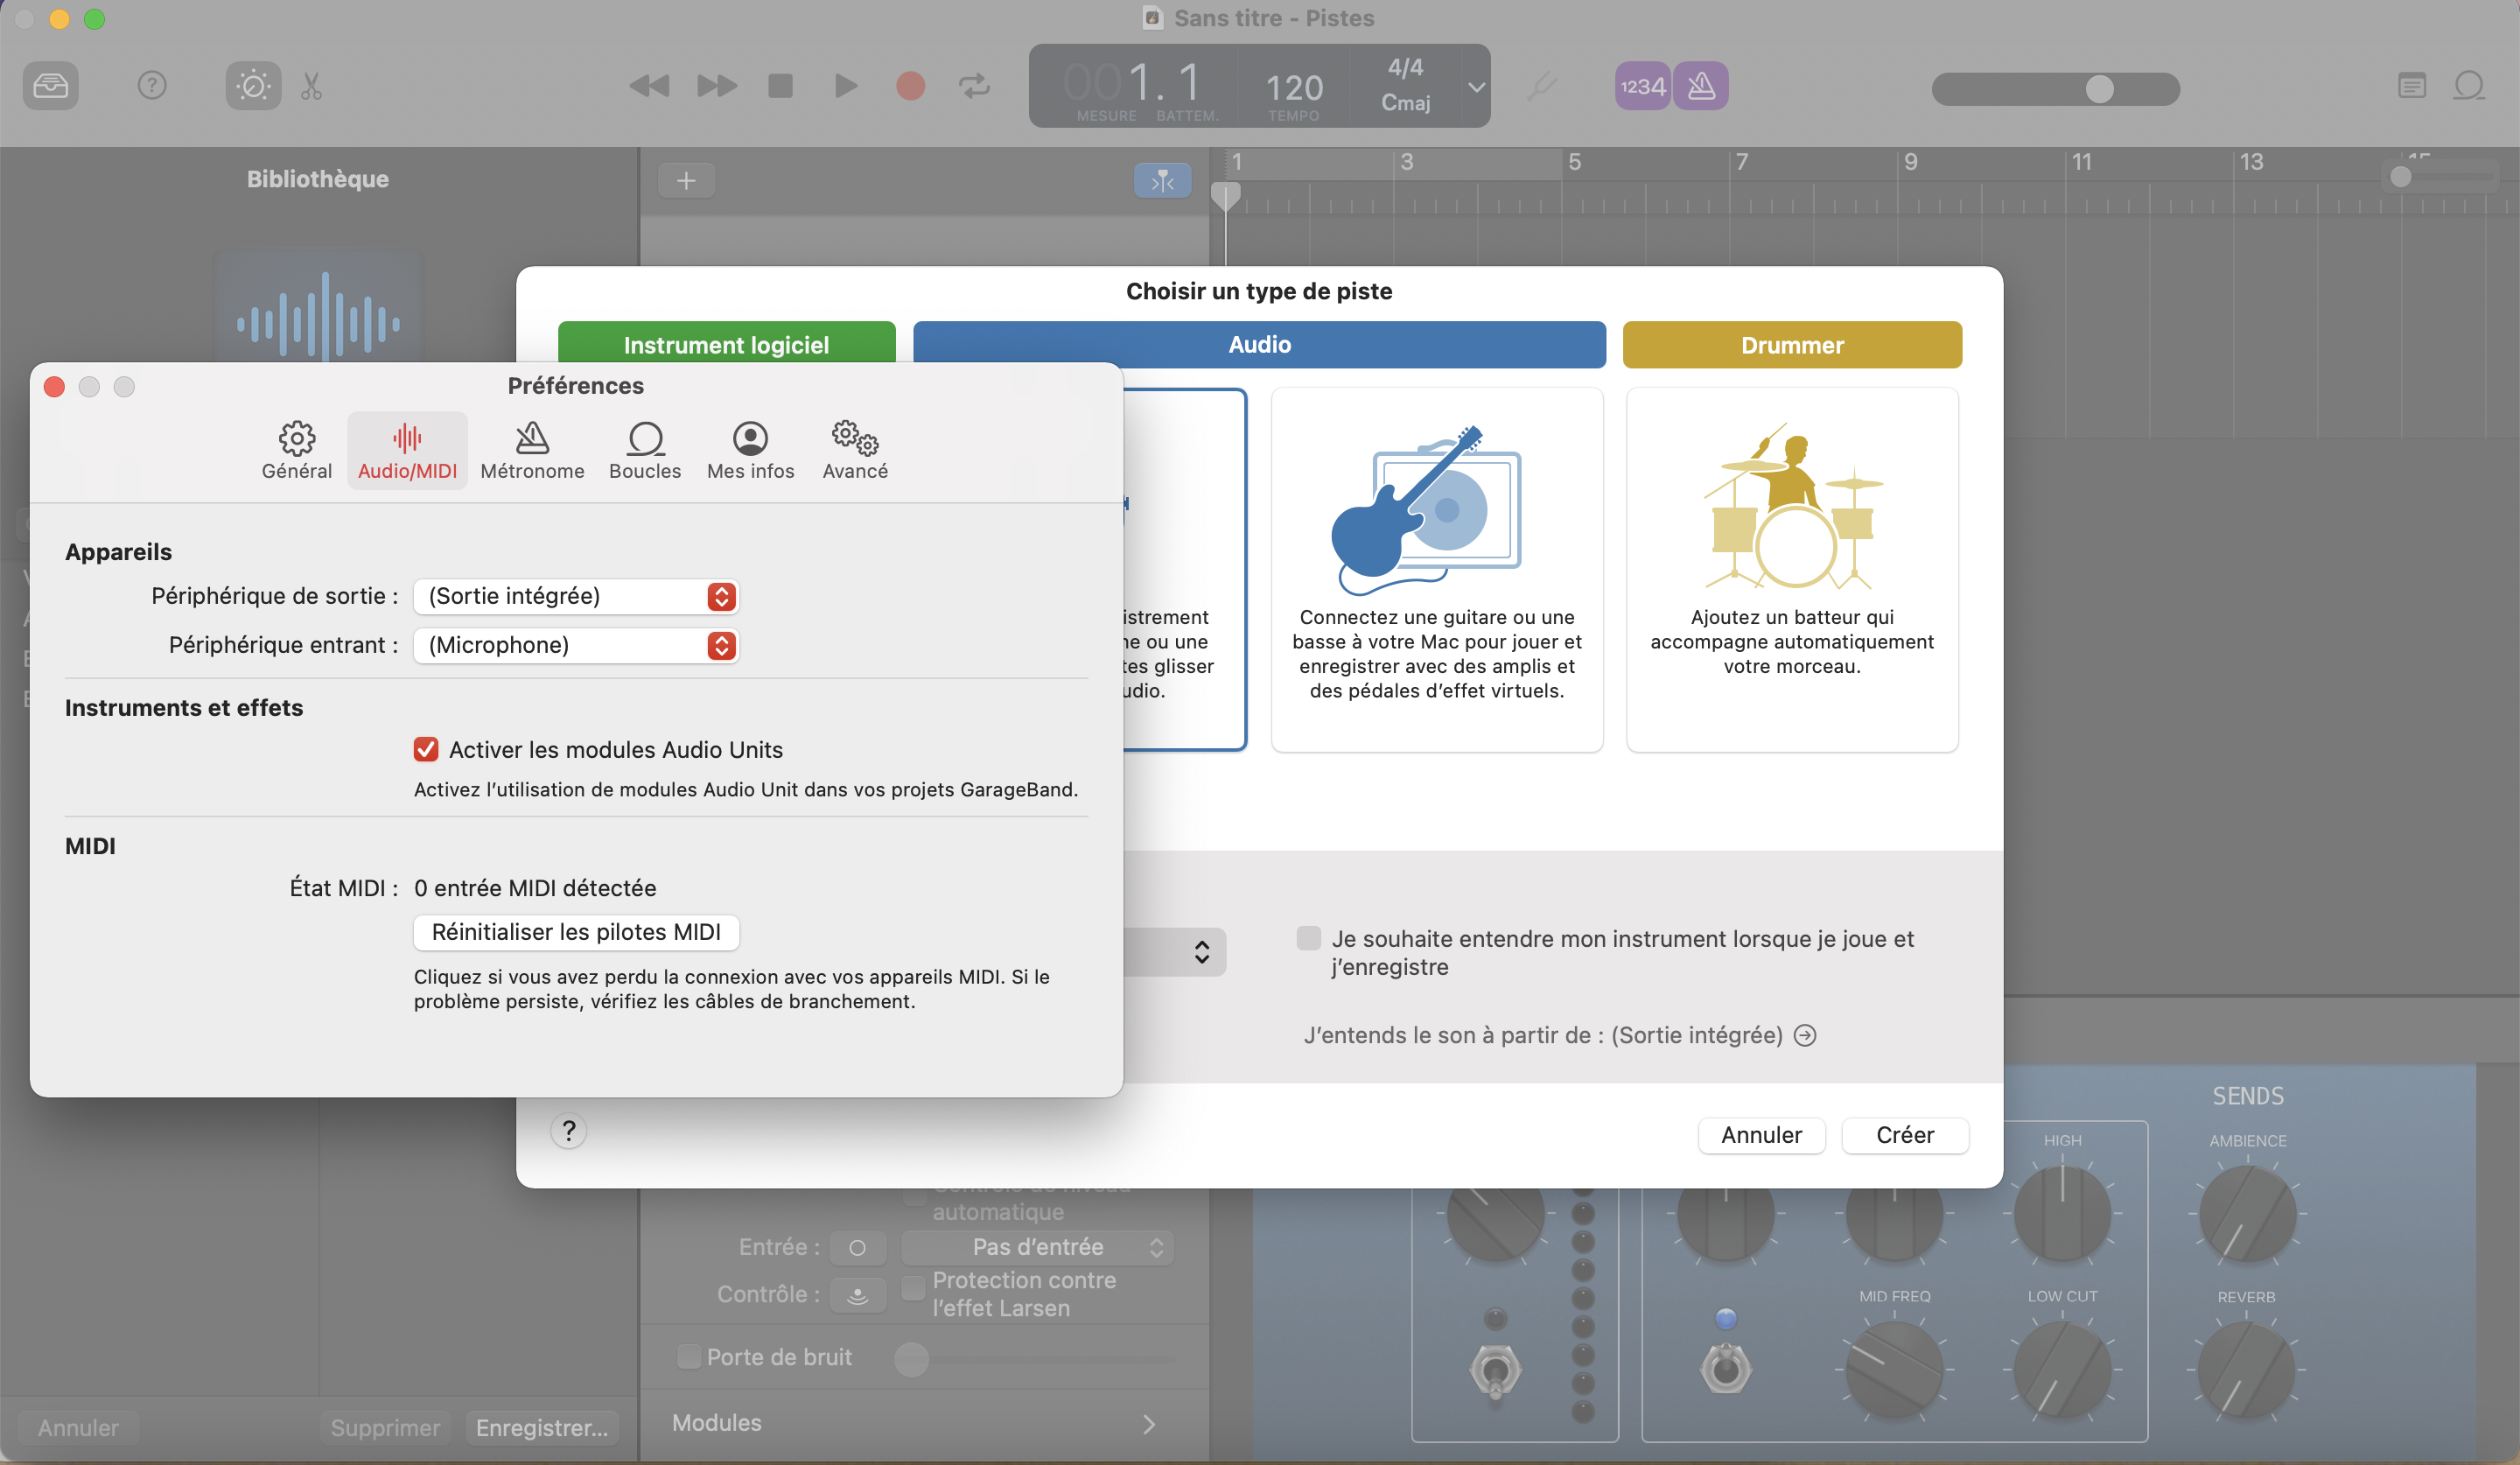 Sans titre - Pistes
001. 1
MESURE BATTEM.
120
TEMPO
4/4
Cmaj
1234
Bibliothèque
1 3 5 7 9 11 13 15
Choisir un type de piste
Instrument logiciel
Audio
Drummer
Préférences
Général
Audio/MIDI
Métronome
Boucles
Mes infos
Avancé
Appareils
Périphérique de sortie : (Sortie intégrée)
Périphérique entrant : (Microphone)
Instruments et effets
Activer les modules Audio Units
Activez l’utilisation de modules Audio Unit dans vos projets GarageBand.
MIDI
État MIDI : 0 entrée MIDI détectée
Réinitialiser les pilotes MIDI
Cliquez si vous avez perdu la connexion avec vos appareils MIDI. Si le
problème persiste, vérifiez les câbles de branchement.
ou une
glisser
Connectez une guitare ou une
basse à votre Mac pour jouer et
enregistrer avec des amplis et
des pédales d’effet virtuels.
Ajoutez un batteur qui
accompagne automatiquement
votre morceau.
Je souhaite entendre mon instrument lorsque je joue et
j’enregistre
J’entends le son à partir de : (Sortie intégrée)
?
Annuler
Créer
automatique
Entrée : Pas d’entrée
Contrôle : Protection contre
l’effet Larsen
Porte de bruit
Modules
Annuler
Supprimer
Enregistrer...
SENDS
HIGH
AMBIENCE
MID FREQ
LOW CUT
REVERB